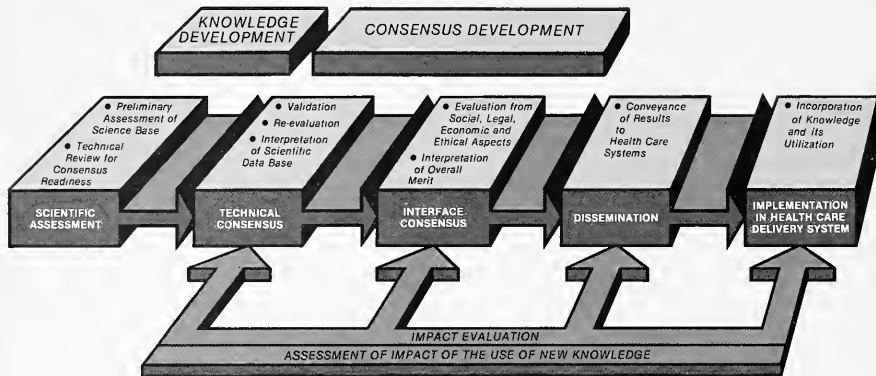 KNOWLEDGE
DEVELOPMENT
CONSENSUS DEVELOPMENT
• Preliminary
Assessment of
Science Base
• Technical
Review for
Consensus
Readiness
SCIENTIFIC
ASSESSMENT
• Validation
• Re-evaluation
• Interpretation
of Scientific
Data Base
TECHNICAL
CONSENSUS
• Evaluation from
Social, Legal,
Economic and
Ethical Aspects
• Interpretation
of Overall
Merit
INTERFACE
CONSENSUS
• Conveyance
of Results
to
Health Care
Systems
DISSEMINATION
• Incorporation
of Knowledge
and its
Utilization
IMPLEMENTATION
IN HEALTH CARE
DELIVERY SYSTEM
IMPACT EVALUATION
ASSESSMENT OF IMPACT OF THE USE OF NEW KNOWLEDGE